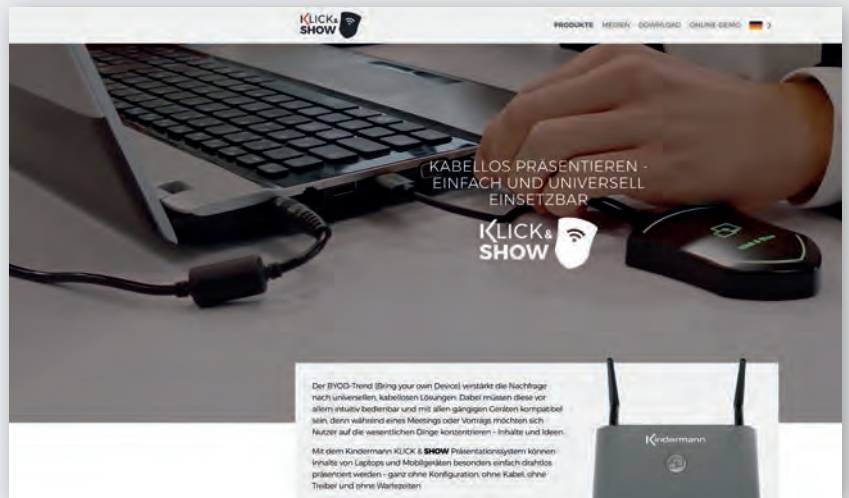 KLICK&
SHOW
PRODUKTE MEDIEN DOWNLOAD ONLINE-DEMO
KABELLOS PRÄSENTIEREN -
EINFACH UND UNIVERSELL
EINSETZBAR
KLICK&
SHOW
Der BYOD-Trend (Bring your own Device) verstärkt die Nachfrage
nach universellen, kabellosen Lösungen. Dabei müssen diese vor
allem intuitiv bedienbar und mit allen gängigen Geräten kompatibel
sein, denn während eines Meetings oder Vortrags möchten sich
Nutzer auf die wesentlichen Dinge konzentrieren - Inhalte und Ideen.
Kindermann
Mit dem Kindermann KLICK & SHOW Präsentationssystem können
Inhalte von Laptops und Mobilgeräten besonders einfach drahtlos
präsentiert werden - ganz ohne Konfiguration, ohne Kabel, ohne
Treiber und ohne Wartezeiten